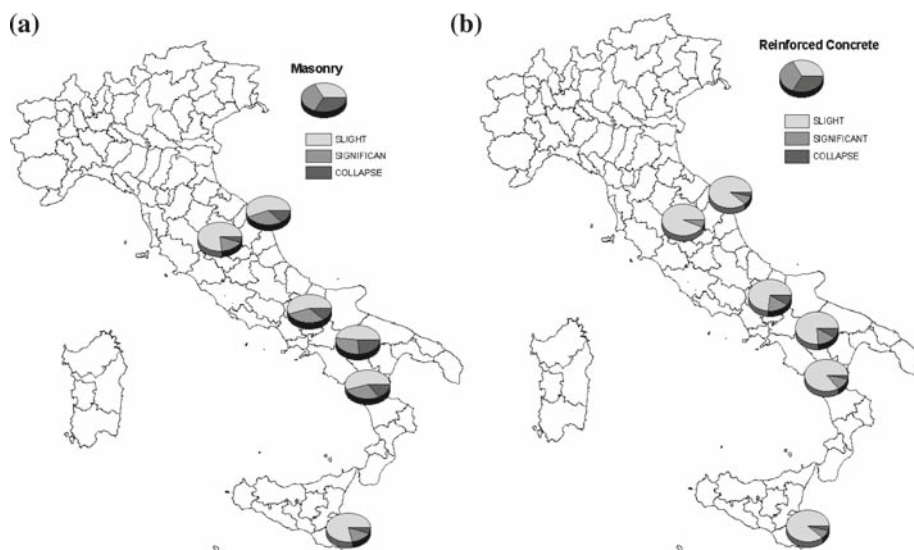 (a)
Masonry
SLIGHT
SIGNIFICAN
COLLAPSE
(b)
Reinforced Concrete
SLIGHT
SIGNIFICANT
COLLAPSE